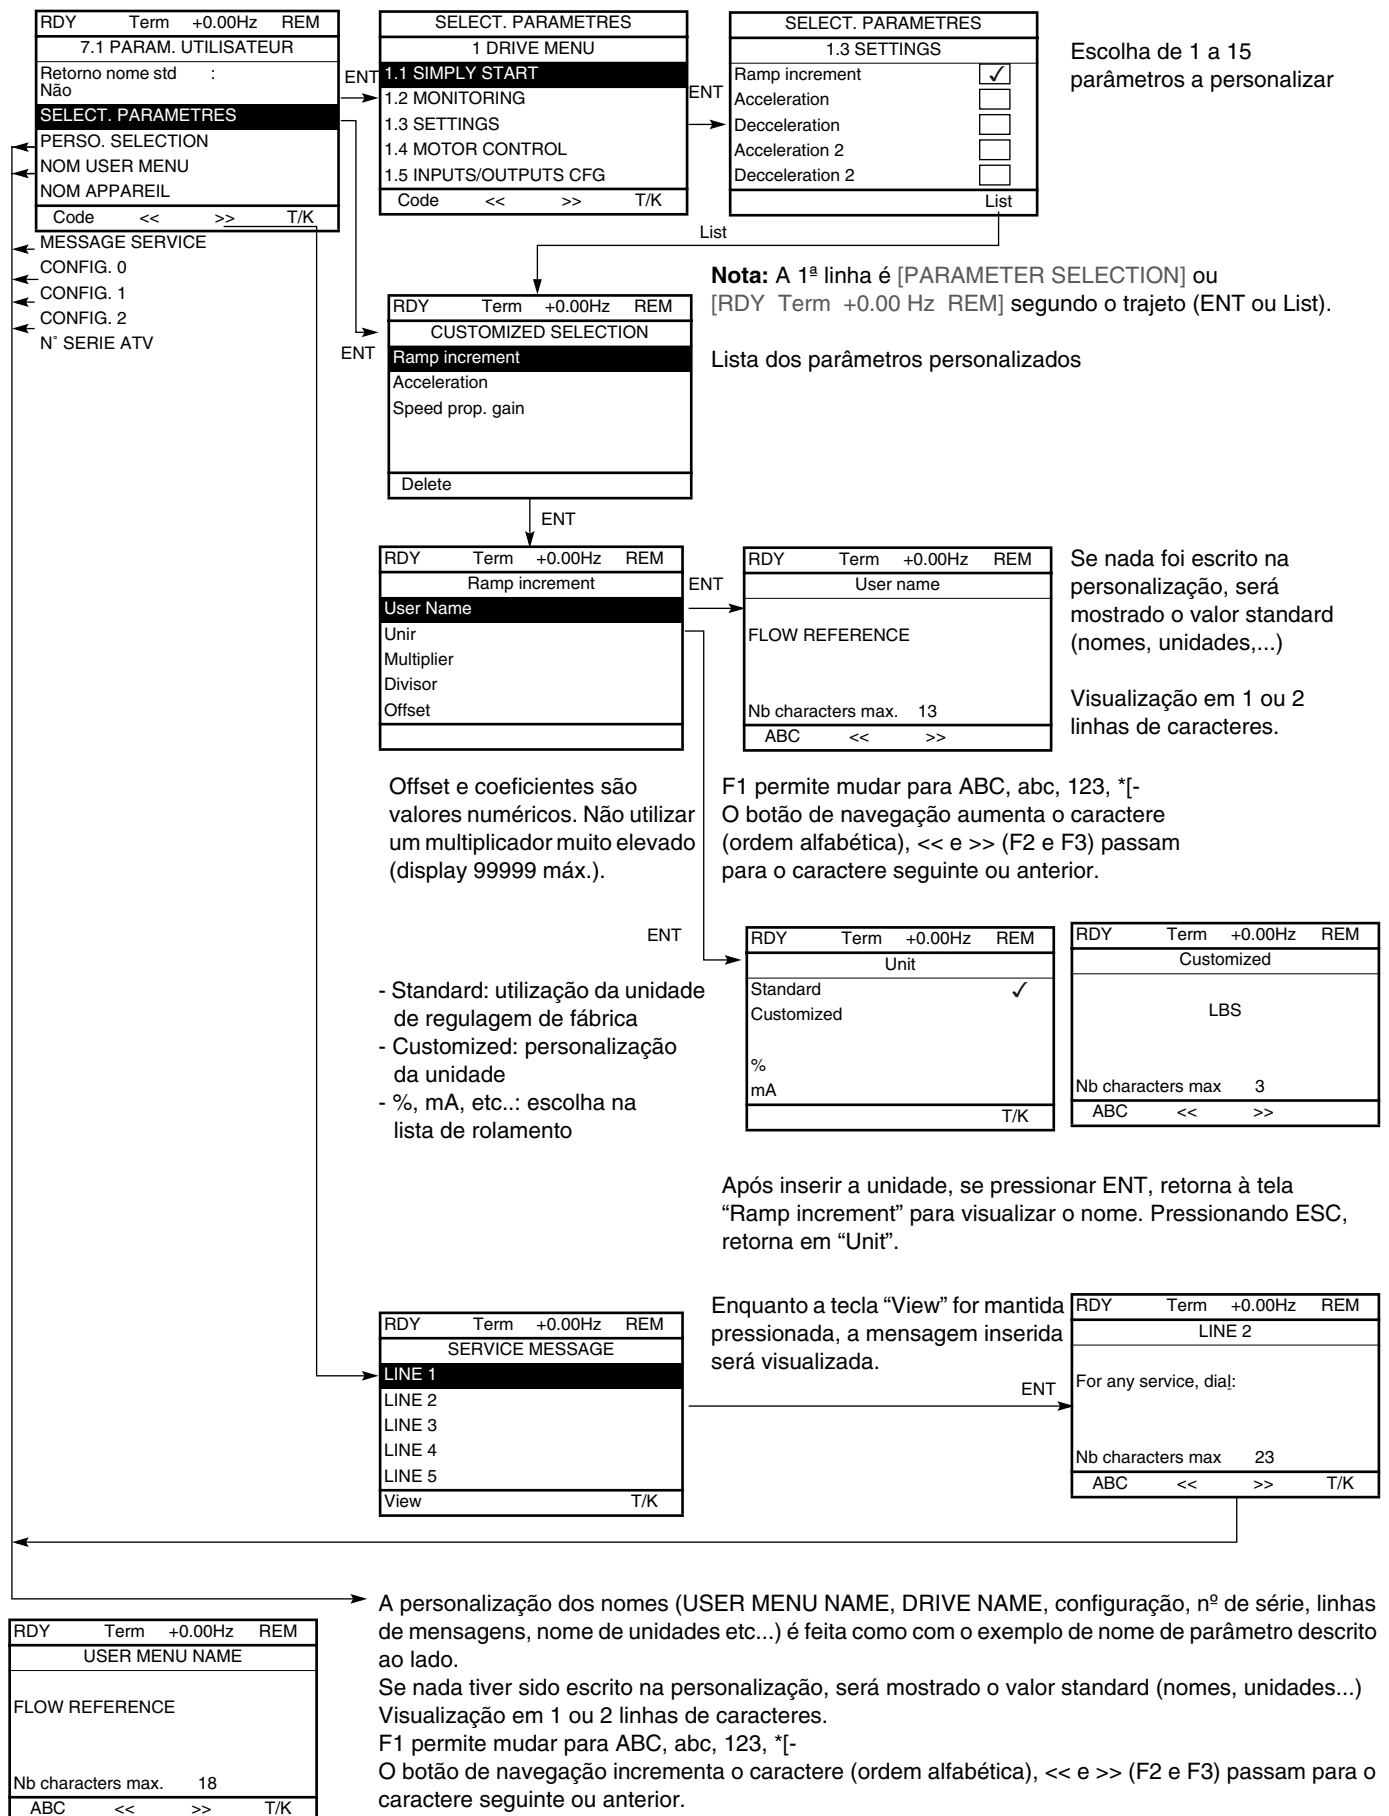 RDY Term +0.00Hz REM
7.1 PARAM. UTILISATEUR
Retorno nome std :
Não
SELECT. PARAMETRES
PERSO. SELECTION
NOM USER MENU
NOM APPAREIL
Code << >> T/K
MESSAGE SERVICE
CONFIG. 0
CONFIG. 1
CONFIG. 2
N° SERIE ATV
ENT
SELECT. PARAMETRES
1 DRIVE MENU
1.1 SIMPLY START
1.2 MONITORING
1.3 SETTINGS
1.4 MOTOR CONTROL
1.5 INPUTS/OUTPUTS CFG
Code << >> T/K
ENT
SELECT. PARAMETRES
1.3 SETTINGS
Ramp increment ✓
Acceleration
Decceleration
Acceleration 2
Decceleration 2
List
Escolha de 1 a 15
parâmetros a personalizar
List
Nota: A 1ª linha é [PARAMETER SELECTION] ou
[RDY Term +0.00 Hz REM] segundo o trajeto (ENT ou List).
ENT
RDY Term +0.00Hz REM
CUSTOMIZED SELECTION
Ramp increment
Acceleration
Speed prop. gain
Delete
Lista dos parâmetros personalizados
ENT
RDY Term +0.00Hz REM
Ramp increment
User Name
Unir
Multiplier
Divisor
Offset
ENT
RDY Term +0.00Hz REM
User name
FLOW REFERENCE
Nb characters max. 13
ABC << >>
Se nada foi escrito na
personalização, será
mostrado o valor standard
(nomes, unidades,...)
Visualização em 1 ou 2
linhas de caracteres.
Offset e coeficientes são
valores numéricos. Não utilizar
um multiplicador muito elevado
(display 99999 máx.).
F1 permite mudar para ABC, abc, 123, *[-
O botão de navegação aumenta o caractere
(ordem alfabética), << e >> (F2 e F3) passam
para o caractere seguinte ou anterior.
ENT
- Standard: utilização da unidade
de regulagem de fábrica
- Customized: personalização
da unidade
- %, mA, etc..: escolha na
lista de rolamento
RDY Term +0.00Hz REM
Unit
Standard ✓
Customized
%
mA
T/K
RDY Term +0.00Hz REM
Customized
LBS
Nb characters max 3
ABC << >>
Após inserir a unidade, se pressionar ENT, retorna à tela
“Ramp increment” para visualizar o nome. Pressionando ESC,
retorna em “Unit”.
RDY Term +0.00Hz REM
SERVICE MESSAGE
LINE 1
LINE 2
LINE 3
LINE 4
LINE 5
View T/K
Enquanto a tecla “View” for mantida
pressionada, a mensagem inserida
será visualizada.
ENT
RDY Term +0.00Hz REM
LINE 2
For any service, dial:
Nb characters max 23
ABC << >> T/K
RDY Term +0.00Hz REM
USER MENU NAME
FLOW REFERENCE
Nb characters max. 18
ABC << >> T/K
A personalização dos nomes (USER MENU NAME, DRIVE NAME, configuração, nº de série, linhas
de mensagens, nome de unidades etc...) é feita como com o exemplo de nome de parâmetro descrito
ao lado.
Se nada tiver sido escrito na personalização, será mostrado o valor standard (nomes, unidades...)
Visualização em 1 ou 2 linhas de caracteres.
F1 permite mudar para ABC, abc, 123, *[-
O botão de navegação incrementa o caractere (ordem alfabética), << e >> (F2 e F3) passam para o
caractere seguinte ou anterior.